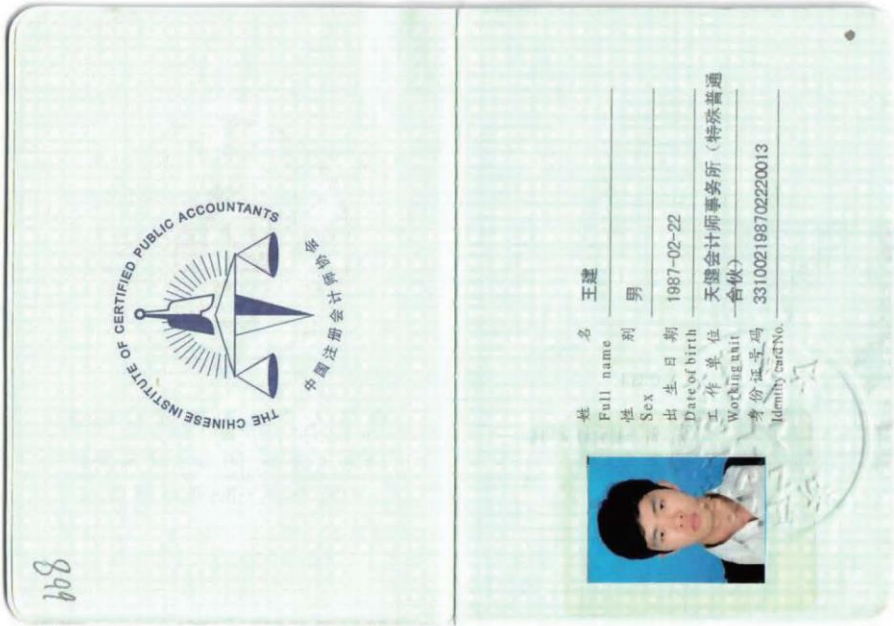 899
THE CHINESE INSTITUTE OF CERTIFIED PUBLIC ACCOUNTANTS
中国注册会计师协会
姓 名 王建
Full name
性 别 男
Sex
出 生 日 期 1987-02-22
Date of birth
工 作 单 位 天健会计师事务所（特殊普通
Working unit 合伙）
身份证号码 331002198702220013
Identity card No.